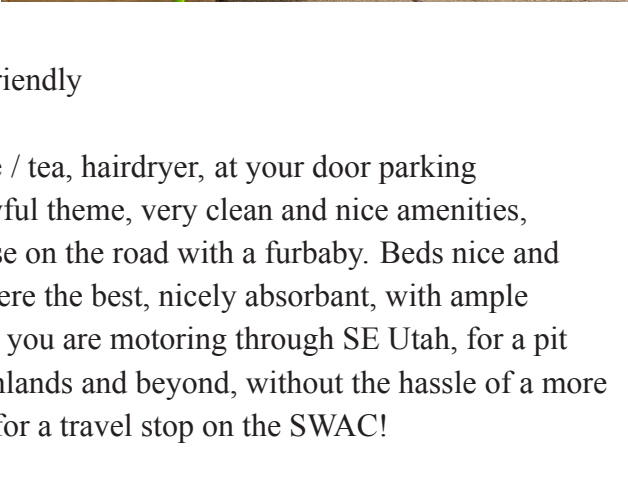 riendly
e / tea, hairdryer, at your door parking
yful theme, very clean and nice amenities,
se on the road with a furbaby. Beds nice and
ere the best, nicely absorbant, with ample
you are motoring through SE Utah, for a pit
nlands and beyond, without the hassle of a more
for a travel stop on the SWAC!